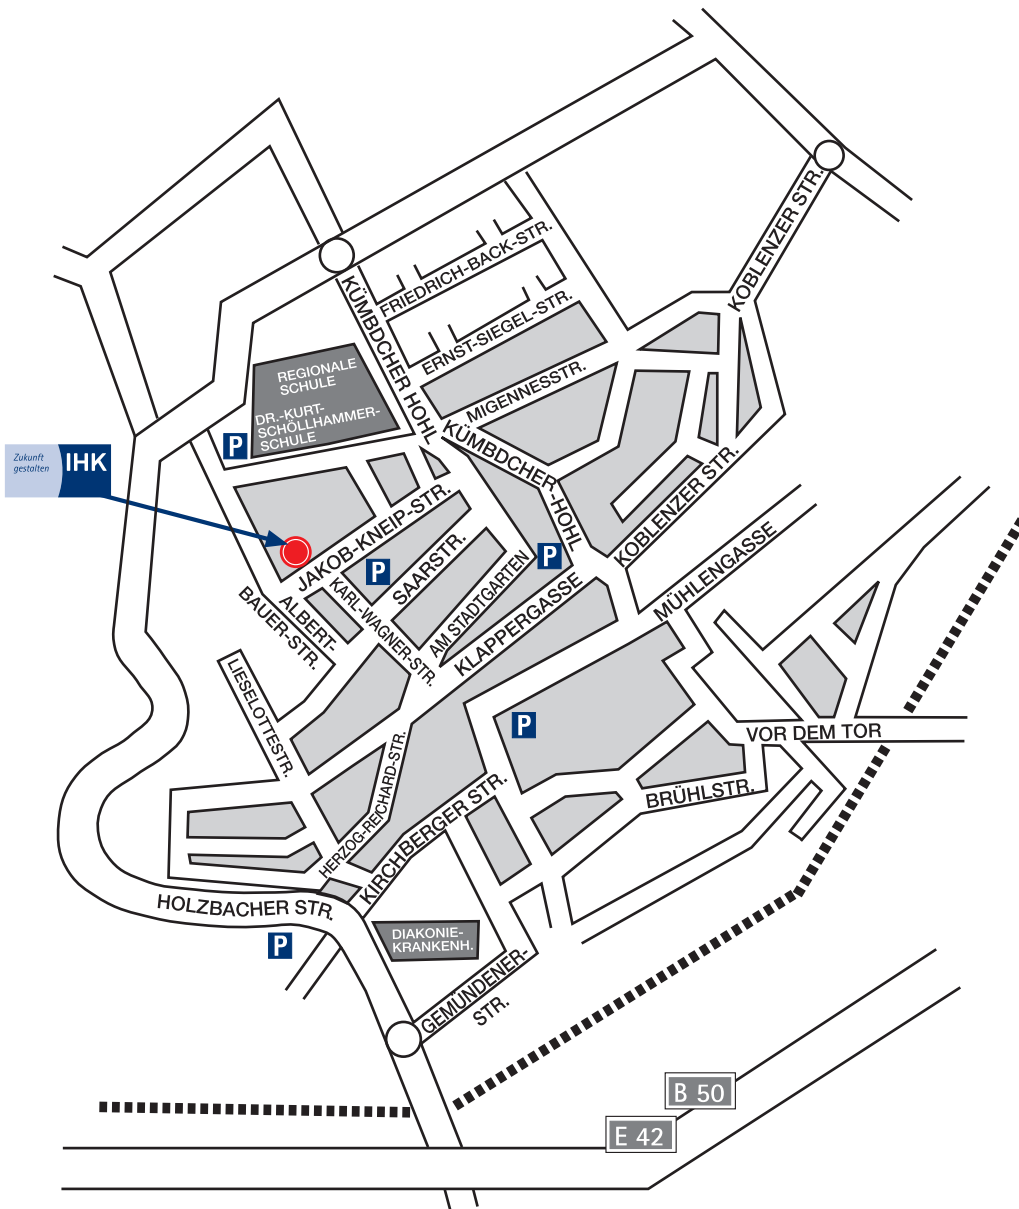 KOBLENZER STR.
FRIEDRICH-BACK-STR.
KÜMBDCHER HOHL
ERNST-SIEGEL-STR.
REGIONALE
SCHULE
DR.-KURT-
SCHÖLLHAMMER-
SCHULE
MIGENNESSTR.
P
Zukunft
gestalten
IHK
KÜMBDCHER-HOHL
KOBLENZER STR.
JAKOB-KNEIP-STR.
P
P
SAARSTR.
AM STADTGARTEN
KARL-WAGNER-STR.
KLAPPERGASSE
MÜHLENGASSE
ALBERT-
BAUER-STR.
LIESELOTTESTR.
P
VOR DEM TOR
HERZOG-REICHARD-STR.
KIRCHBERGER STR.
BRÜHLSTR.
HOLZBACHER STR.
P
DIAKONIE-
KRANKENH.
GEMÜNDENER-
STR.
B 50
E 42